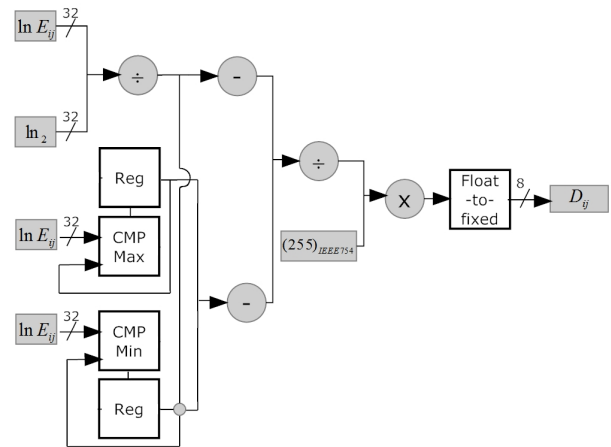 ln E_ij 32
÷
-
ln_2 32
Reg
÷
Float
-to-
fixed
8
D_ij
X
ln E_ij 32
CMP
Max
(255)_IEEE754
-
ln E_ij 32
CMP
Min
Reg